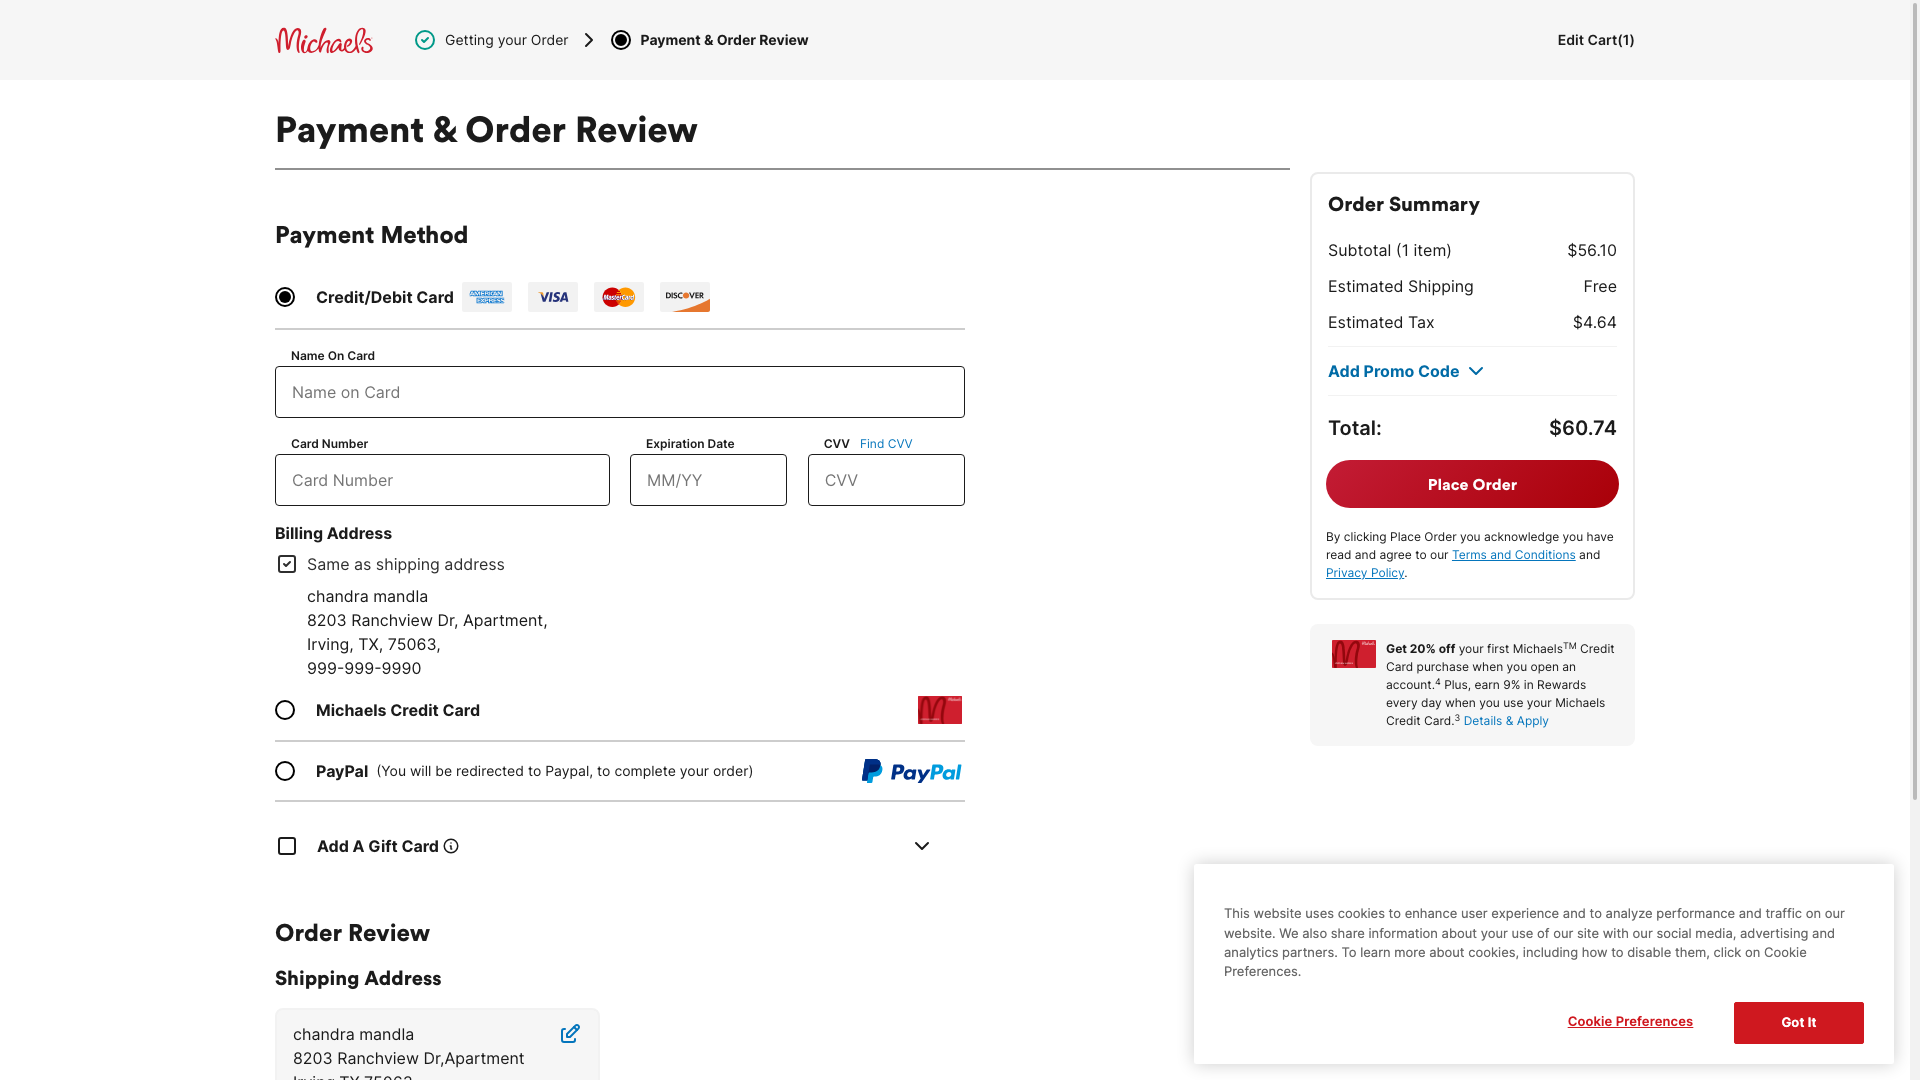 Michaels
Getting your Order
Payment & Order Review
Edit Cart(1)
Payment & Order Review
Payment Method
Credit/Debit Card
AMERICAN EXPRESS
VISA
MasterCard
DISCOVER
Name On Card
Name on Card
Card Number
Expiration Date
CVV Find CVV
Card Number
MM/YY
CVV
Billing Address
Same as shipping address
chandra mandla
8203 Ranchview Dr, Apartment,
Irving, TX, 75063,
999-999-9990
Michaels Credit Card
PayPal (You will be redirected to Paypal, to complete your order)
PayPal
Add A Gift Card
Order Review
Shipping Address
chandra mandla
8203 Ranchview Dr,Apartment
Irving TX 75063
Order Summary
Subtotal (1 item) $56.10
Estimated Shipping Free
Estimated Tax $4.64
Add Promo Code
Total: $60.74
Place Order
By clicking Place Order you acknowledge you have
read and agree to our Terms and Conditions and
Privacy Policy.
Get 20% off your first Michaels™ Credit
Card purchase when you open an
account.⁴ Plus, earn 9% in Rewards
every day when you use your Michaels
Credit Card.³ Details & Apply
This website uses cookies to enhance user experience and to analyze performance and traffic on our
website. We also share information about your use of our site with our social media, advertising and
analytics partners. To learn more about cookies, including how to disable them, click on Cookie
Preferences.
Cookie Preferences
Got It